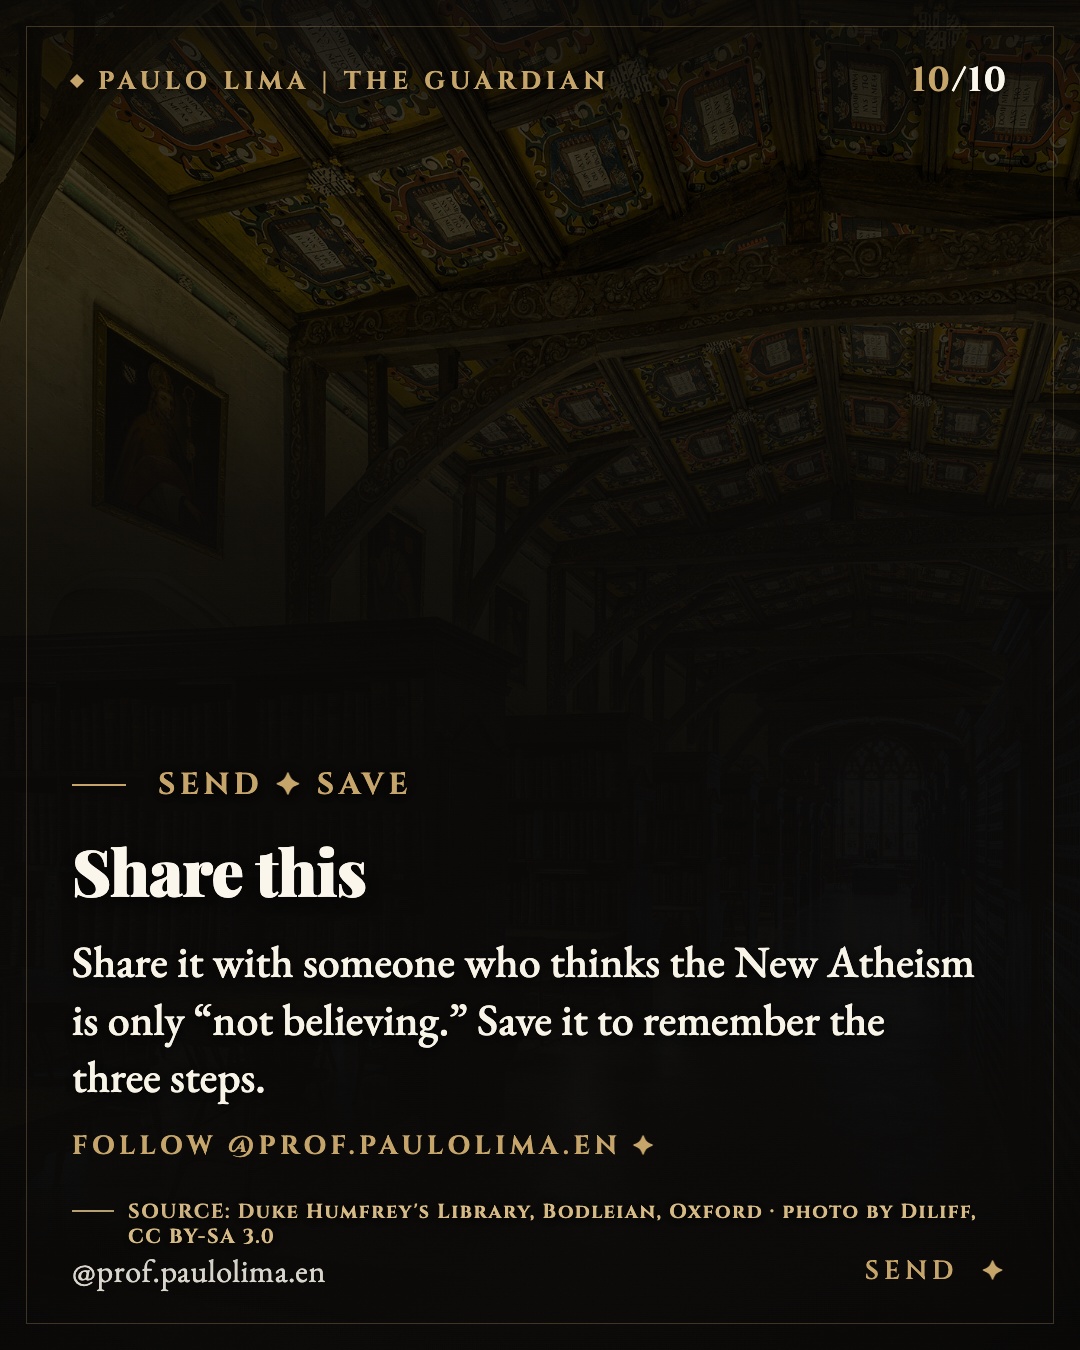 ◆ PAULO LIMA | THE GUARDIAN
10/10
SEND ✦ SAVE
Share this
Share it with someone who thinks the New Atheism
is only “not believing.” Save it to remember the
three steps.
FOLLOW @PROF.PAULOLIMA.EN ✦
SOURCE: Duke Humfrey's Library, Bodleian, Oxford · photo by Diliff,
CC BY-SA 3.0
@prof.paulolima.en
SEND ✦